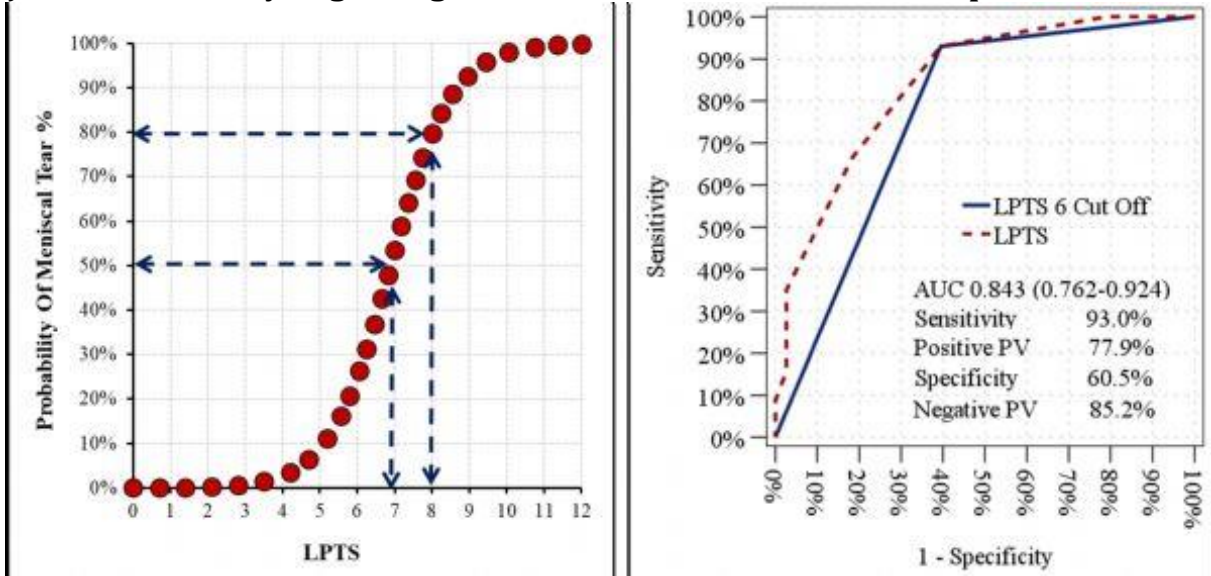 Probability Of Meniscal Tear %
100%
90%
80%
70%
60%
50%
40%
30%
20%
10%
0%
0 1 2 3 4 5 6 7 8 9 10 11 12
LPTS
Sensitivity
100%
90%
80%
70%
60%
50%
40%
30%
20%
10%
0%
LPTS 6 Cut Off
LPTS
AUC 0.843 (0.762-0.924)
Sensitivity 93.0%
Positive PV 77.9%
Specificity 60.5%
Negative PV 85.2%
0% 10% 20% 30% 40% 50% 60% 70% 80% 90% 100%
1 - Specificity